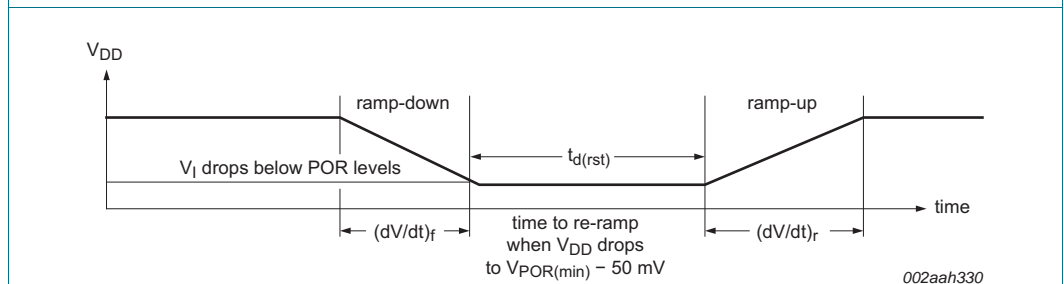 VDD
ramp-down
ramp-up
td(rst)
VI drops below POR levels
time
(dV/dt)f
time to re-ramp
when VDD drops
to VPOR(min) − 50 mV
(dV/dt)r
002aah330